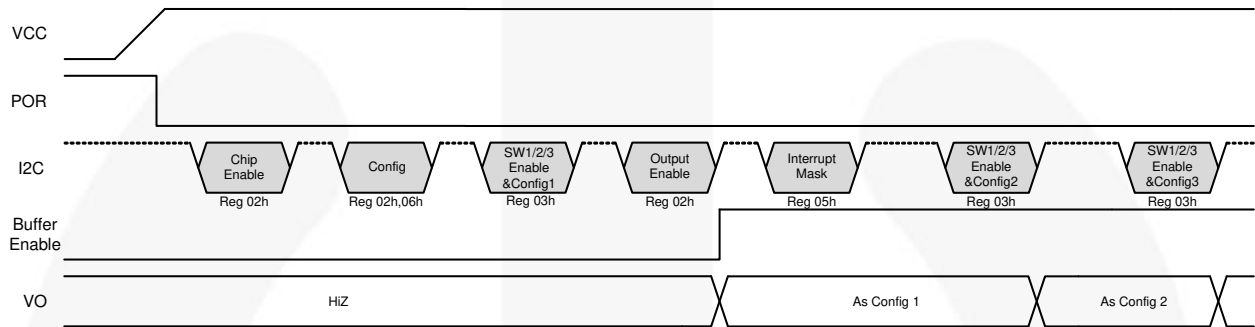 VCC
POR
I2C
Chip
Enable
Reg 02h
Config
Reg 02h,06h
SW1/2/3
Enable
&Config1
Reg 03h
Output
Enable
Reg 02h
Interrupt
Mask
Reg 05h
SW1/2/3
Enable
&Config2
Reg 03h
SW1/2/3
Enable
&Config3
Reg 03h
Buffer
Enable
VO
HiZ
As Config 1
As Config 2